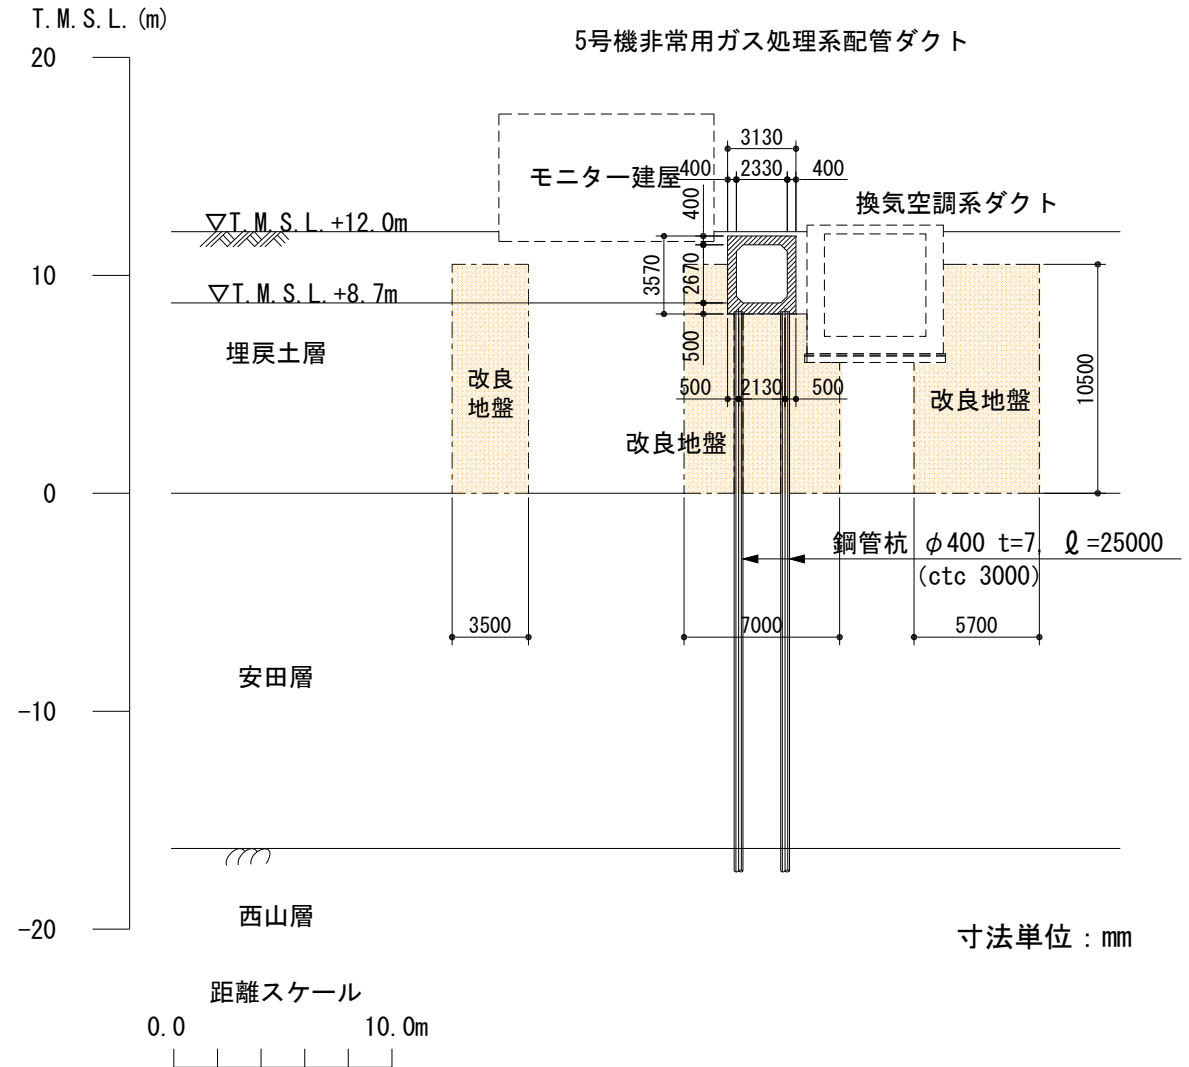 T.M.S.L.(m)
5号機非常用ガス処理系配管ダクト
20
3130
モニター建屋
400
2330
400
400
換気空調系ダクト
▽T.M.S.L.+12.0m
10
3570
2670
▽T.M.S.L.+8.7m
埋戻土層
500
改良
地盤
500
2130
500
改良地盤
10500
改良地盤
0
鋼管杭 φ400 t=7, ℓ=25000
(ctc 3000)
3500
7000
5700
安田層
-10
西山層
-20
寸法単位：mm
距離スケール
0.0
10.0m